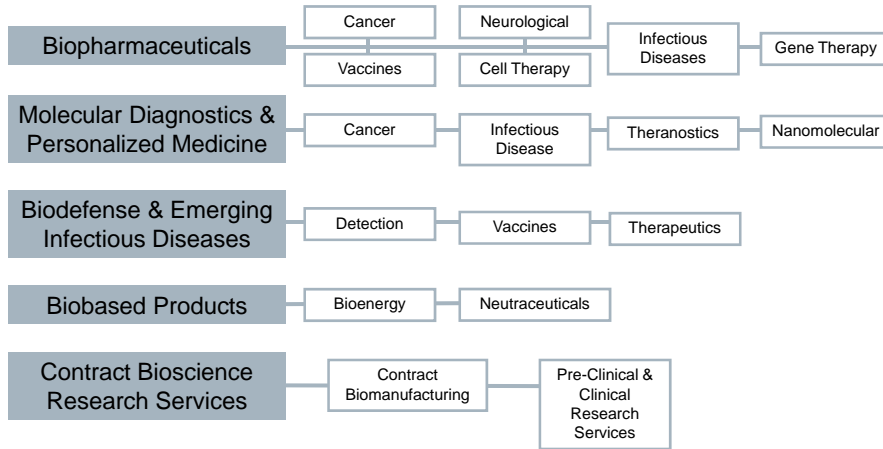 Biopharmaceuticals
Cancer
Neurological
Vaccines
Cell Therapy
Infectious
Diseases
Gene Therapy
Molecular Diagnostics &
Personalized Medicine
Cancer
Infectious
Disease
Theranostics
Nanomolecular
Biodefense & Emerging
Infectious Diseases
Detection
Vaccines
Therapeutics
Biobased Products
Bioenergy
Neutraceuticals
Contract Bioscience
Research Services
Contract
Biomanufacturing
Pre-Clinical &
Clinical
Research
Services